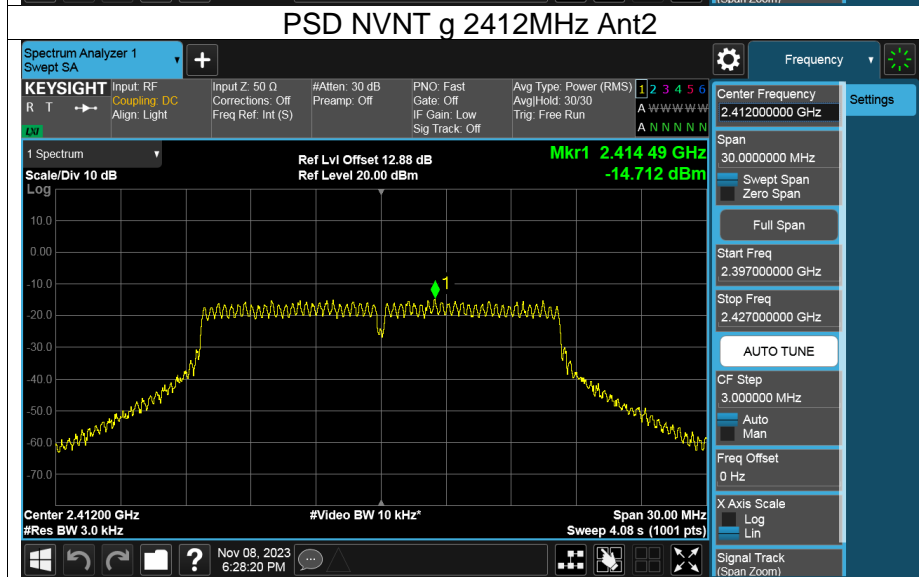 (Span Zoom)
PSD NVNT g 2412MHz Ant2
Spectrum Analyzer 1
Swept SA
+
Frequency
KEYSIGHT
R T
LXI
Input: RF
Coupling: DC
Align: Light
Input Z: 50 Ω
Corrections: Off
Freq Ref: Int (S)
#Atten: 30 dB
Preamp: Off
PNO: Fast
Gate: Off
IF Gain: Low
Sig Track: Off
Avg Type: Power (RMS)
Avg|Hold: 30/30
Trig: Free Run
1 2 3 4 5 6
A W W W W W
A N N N N N
1 Spectrum
Scale/Div 10 dB
Log
Ref Lvl Offset 12.88 dB
Ref Level 20.00 dBm
Mkr1 2.414 49 GHz
-14.712 dBm
10.0
0.00
-10.0
-20.0
-30.0
-40.0
-50.0
-60.0
-70.0
1
Center 2.41200 GHz
#Res BW 3.0 kHz
#Video BW 10 kHz*
Span 30.00 MHz
Sweep 4.08 s (1001 pts)
?
Nov 08, 2023
6:28:20 PM
Center Frequency
2.412000000 GHz
Settings
Span
30.0000000 MHz
Swept Span
Zero Span
Full Span
Start Freq
2.397000000 GHz
Stop Freq
2.427000000 GHz
AUTO TUNE
CF Step
3.000000 MHz
Auto
Man
Freq Offset
0 Hz
X Axis Scale
Log
Lin
Signal Track
(Span Zoom)